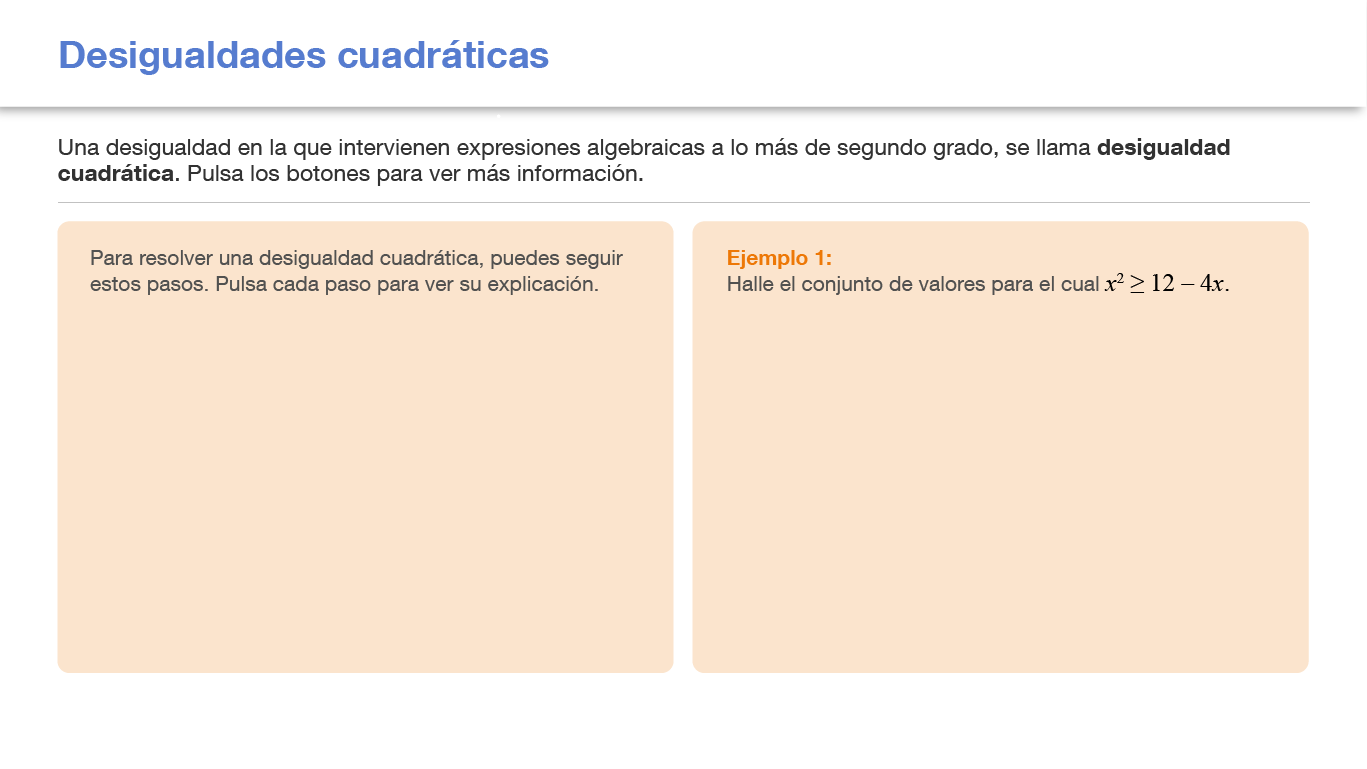 Desigualdades cuadráticas
Una desigualdad en la que intervienen expresiones algebraicas a lo más de segundo grado, se llama desigualdad
cuadrática. Pulsa los botones para ver más información.
Para resolver una desigualdad cuadrática, puedes seguir
estos pasos. Pulsa cada paso para ver su explicación.
Ejemplo 1:
Halle el conjunto de valores para el cual x² ≥ 12 – 4x.